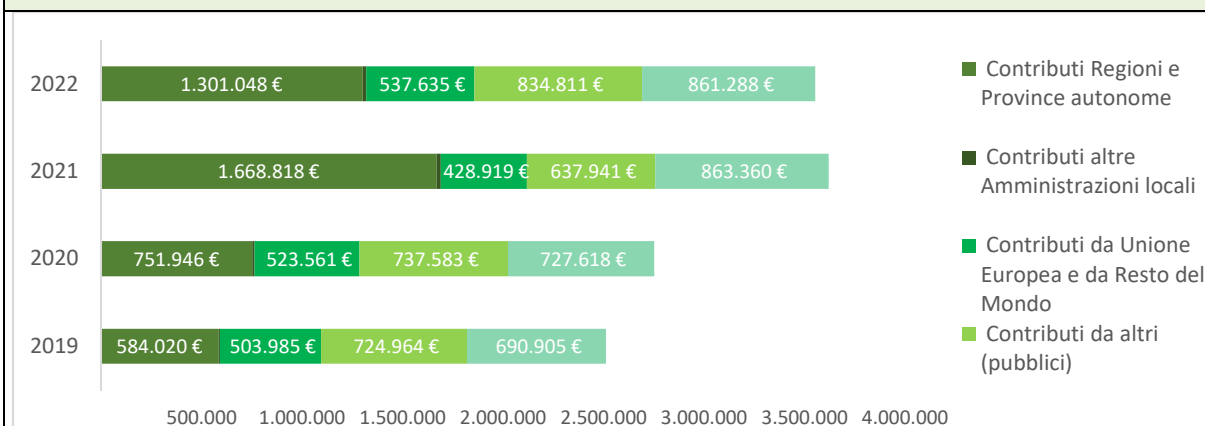 2022
1.301.048 € 537.635 € 834.811 € 861.288 €
2021
1.668.818 € 428.919 € 637.941 € 863.360 €
2020
751.946 € 523.561 € 737.583 € 727.618 €
2019
584.020 € 503.985 € 724.964 € 690.905 €
500.000 1.000.000 1.500.000 2.000.000 2.500.000 3.000.000 3.500.000 4.000.000
Contributi Regioni e
Province autonome
Contributi altre
Amministrazioni locali
Contributi da Unione
Europea e da Resto del
Mondo
Contributi da altri
(pubblici)